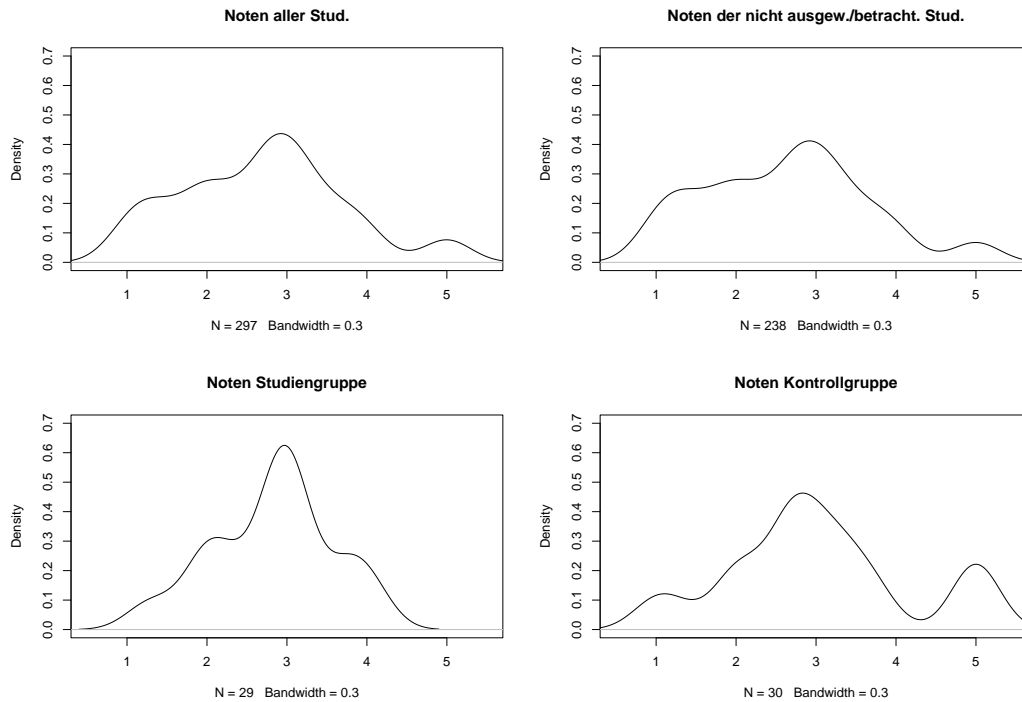 Noten aller Stud.
Density
0.0 0.1 0.2 0.3 0.4 0.5 0.6 0.7
1 2 3 4 5
N = 297 Bandwidth = 0.3
Noten der nicht ausgew./betracht. Stud.
Density
0.0 0.1 0.2 0.3 0.4 0.5 0.6 0.7
1 2 3 4 5
N = 238 Bandwidth = 0.3
Noten Studiengruppe
Density
0.0 0.1 0.2 0.3 0.4 0.5 0.6 0.7
1 2 3 4 5
N = 29 Bandwidth = 0.3
Noten Kontrollgruppe
Density
0.0 0.1 0.2 0.3 0.4 0.5 0.6 0.7
1 2 3 4 5
N = 30 Bandwidth = 0.3